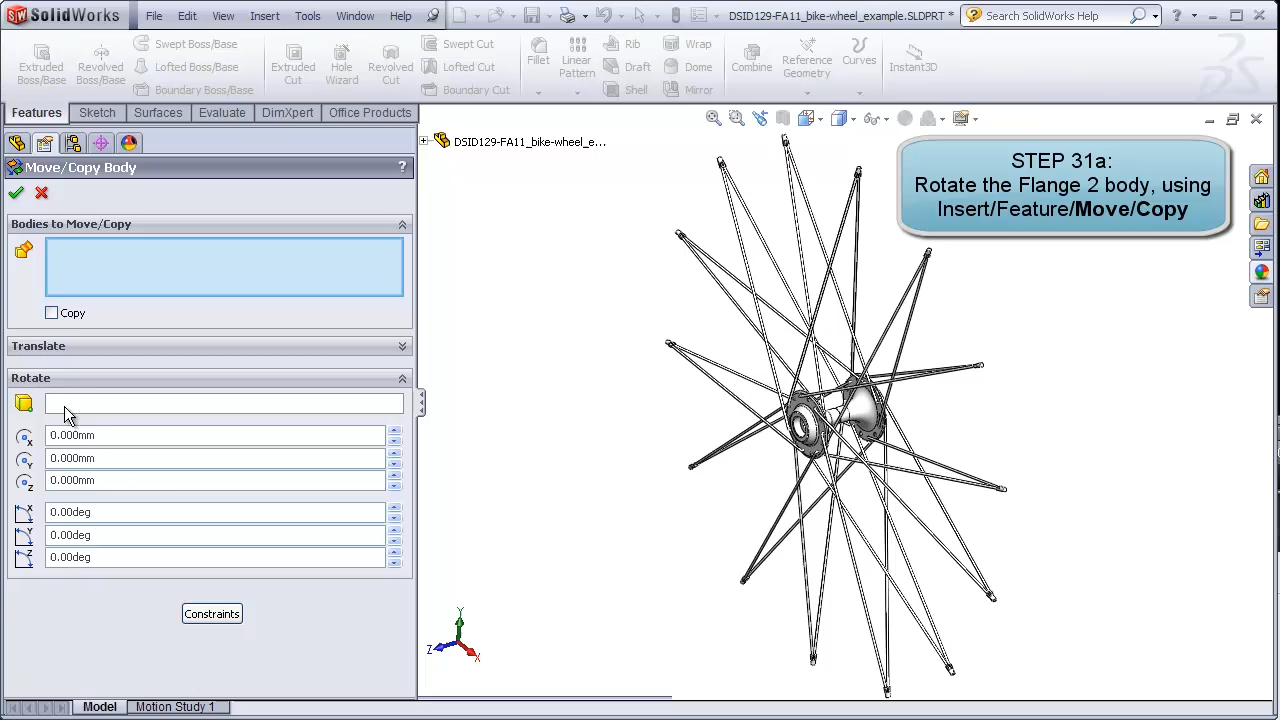 SolidWorks File Edit View Insert Tools Window Help DSID129-FA11_bike-wheel_example.SLDPRT * Search SolidWorks Help ?
Extruded Boss/Base
Revolved Boss/Base
Swept Boss/Base
Lofted Boss/Base
Boundary Boss/Base
Extruded Cut
Hole Wizard
Revolved Cut
Swept Cut
Lofted Cut
Boundary Cut
Fillet
Linear Pattern
Rib
Draft
Shell
Wrap
Dome
Mirror
Combine
Reference Geometry
Curves
Instant3D
Features Sketch Surfaces Evaluate DimXpert Office Products
DSID129-FA11_bike-wheel_e...
Move/Copy Body ?
Bodies to Move/Copy
Copy
Translate
Rotate
X 0.000mm
Y 0.000mm
Z 0.000mm
X 0.00deg
Y 0.00deg
Z 0.00deg
Constraints
STEP 31a:
Rotate the Flange 2 body, using
Insert/Feature/Move/Copy
Y
Z
X
Model Motion Study 1